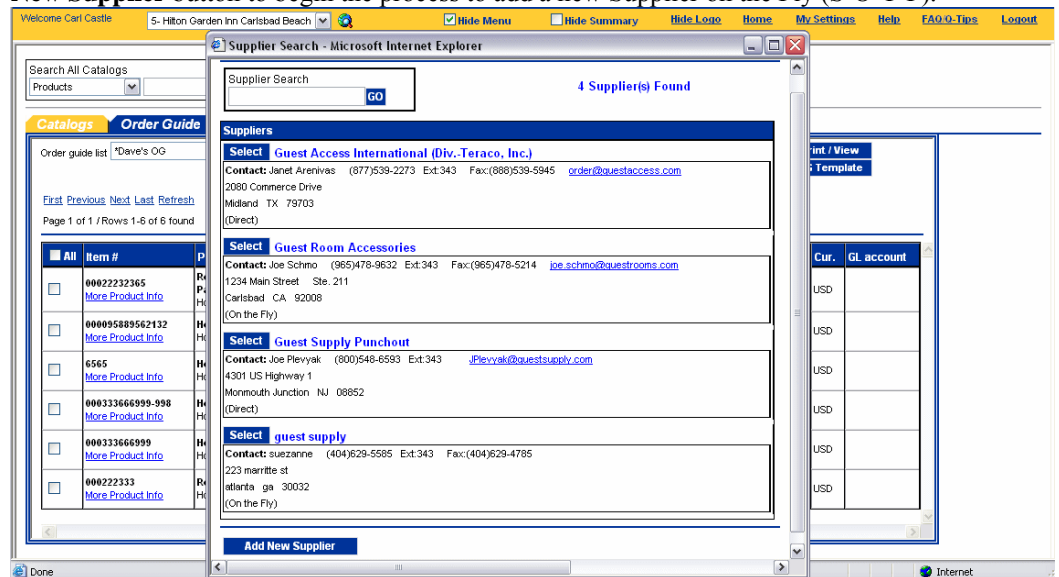 New Supplier button to begin the process to add a new Supplier on the Fly (S-O-T-F).
Welcome Carl Castle
5- Hilton Garden Inn Carlsbad Beach
Hide Menu
Hide Summary
Hide Logo
Home
My Settings
Help
FAQ/Q-Tips
Logout
Supplier Search - Microsoft Internet Explorer
Search All Catalogs
Products
Supplier Search
GO
4 Supplier(s) Found
Catalogs
Order Guide
Order guide list
*Dave's OG
rint / View
Template
First Previous Next Last Refresh
Page 1 of 1 / Rows 1-6 of 6 found
Suppliers
Select Guest Access International (Div.-Teraco, Inc.)
Contact: Janet Arenivas (877)539-2273 Ext:343 Fax:(888)539-5945 order@guestaccess.com
2080 Commerce Drive
Midland TX 79703
(Direct)
Select Guest Room Accessories
Contact: Joe Schmo (965)478-9632 Ext:343 Fax:(965)478-5214 joe.schmo@guestrooms.com
1234 Main Street Ste. 211
Carlsbad CA 92008
(On the Fly)
Select Guest Supply Punchout
Contact: Joe Plevyak (800)548-6593 Ext:343 JPlevyak@guestsupply.com
4301 US Highway 1
Monmouth Junction NJ 08852
(Direct)
Select guest supply
Contact: suezanne (404)629-5585 Ext:343 Fax:(404)629-4785
223 marritte st
atlanta ga 30032
(On the Fly)
Add New Supplier
All
Item #
P
Cur.
GL account
00022232365
More Product Info
USD
000095889562132
More Product Info
USD
6565
More Product Info
USD
000333666999-998
More Product Info
USD
000333666999
More Product Info
USD
000222333
More Product Info
USD
Done
Internet